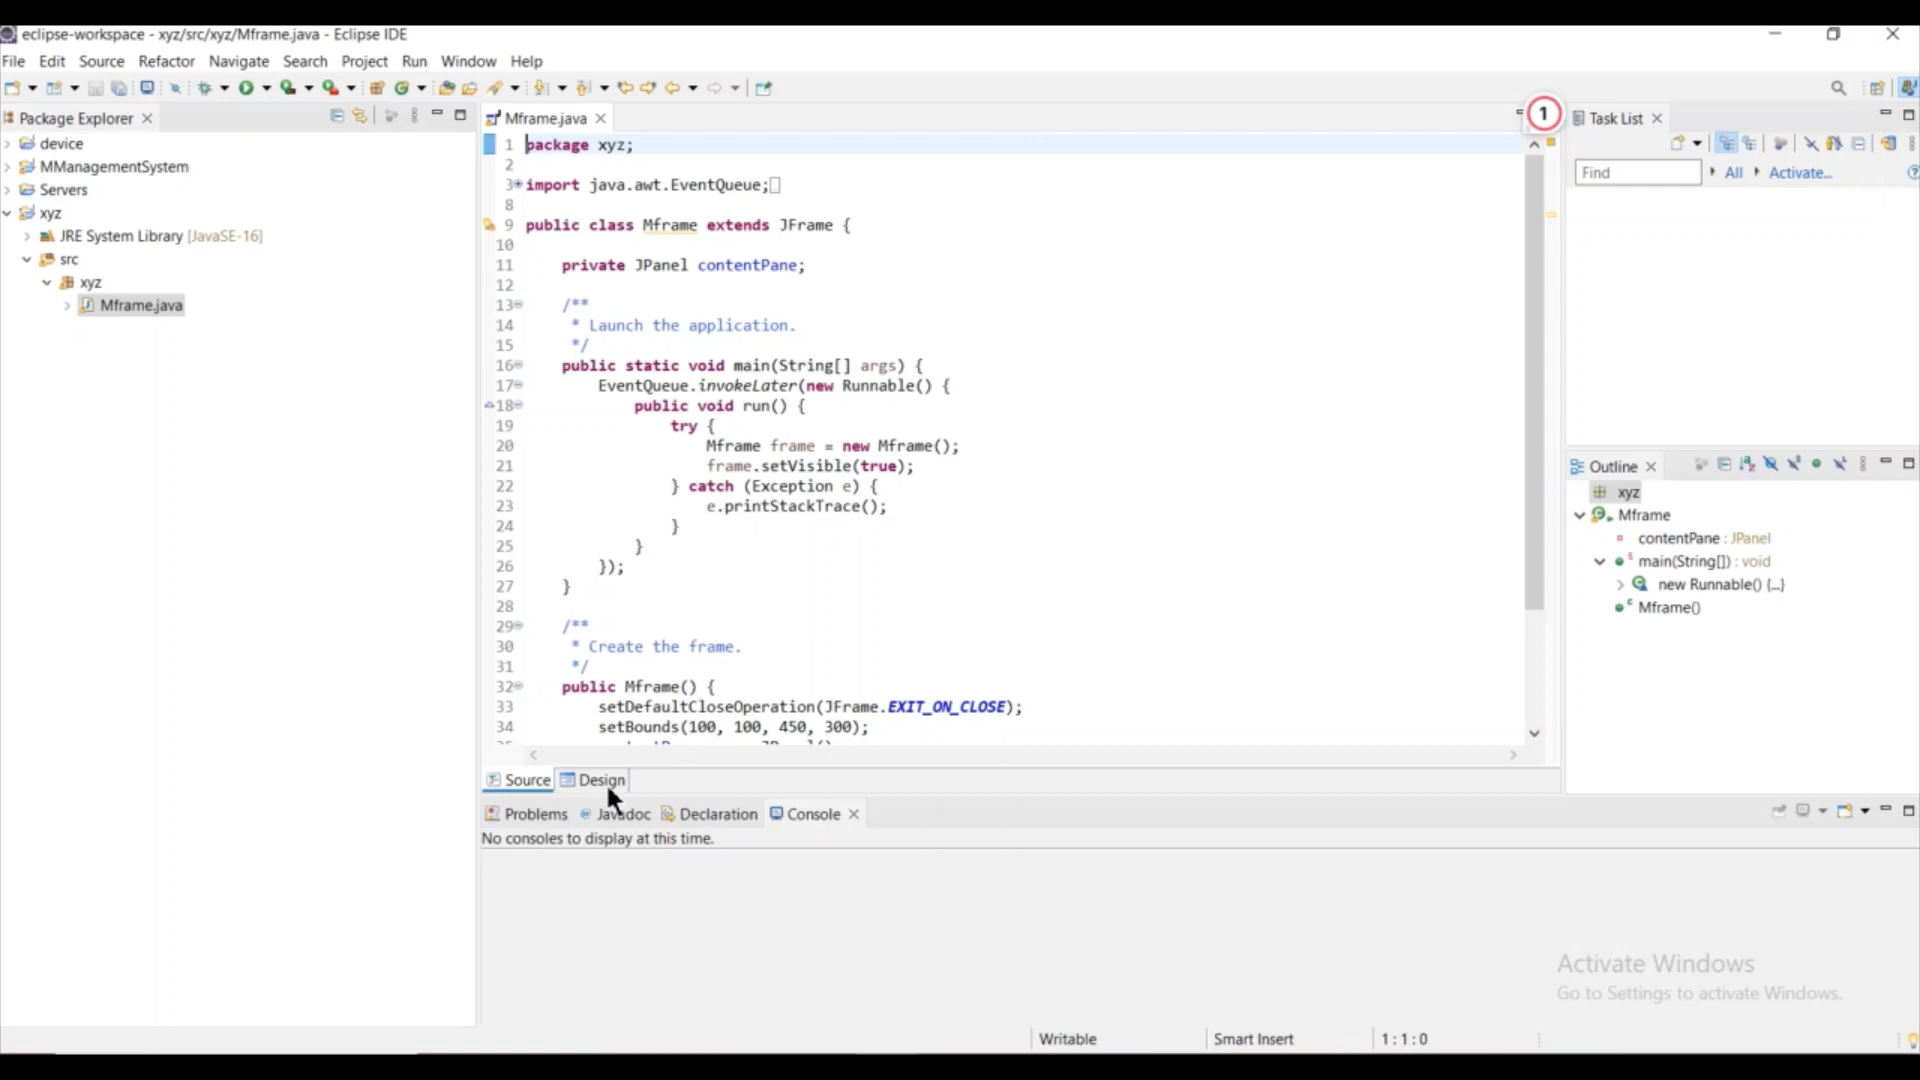 eclipse-workspace - xyz/src/xyz/Mframe.java - Eclipse IDE
File Edit Source Refactor Navigate Search Project Run Window Help
Package Explorer
device
MManagementSystem
Servers
xyz
JRE System Library [JavaSE-16]
src
xyz
Mframe.java
Mframe.java
1 package xyz;
2
3 import java.awt.EventQueue;
8
9 public class Mframe extends JFrame {
10
11 private JPanel contentPane;
12
13 /**
14 * Launch the application.
15 */
16 public static void main(String[] args) {
17 EventQueue.invokeLater(new Runnable() {
18 public void run() {
19 try {
20 Mframe frame = new Mframe();
21 frame.setVisible(true);
22 } catch (Exception e) {
23 e.printStackTrace();
24 }
25 }
26 });
27 }
28
29 /**
30 * Create the frame.
31 */
32 public Mframe() {
33 setDefaultCloseOperation(JFrame.EXIT_ON_CLOSE);
34 setBounds(100, 100, 450, 300);
Source Design
Problems Javadoc Declaration Console
No consoles to display at this time.
1
Task List
Find All Activate...
Outline
xyz
Mframe
contentPane : JPanel
main(String[]) : void
new Runnable() {...}
Mframe()
Activate Windows
Go to Settings to activate Windows.
Writable Smart Insert 1 : 1 : 0